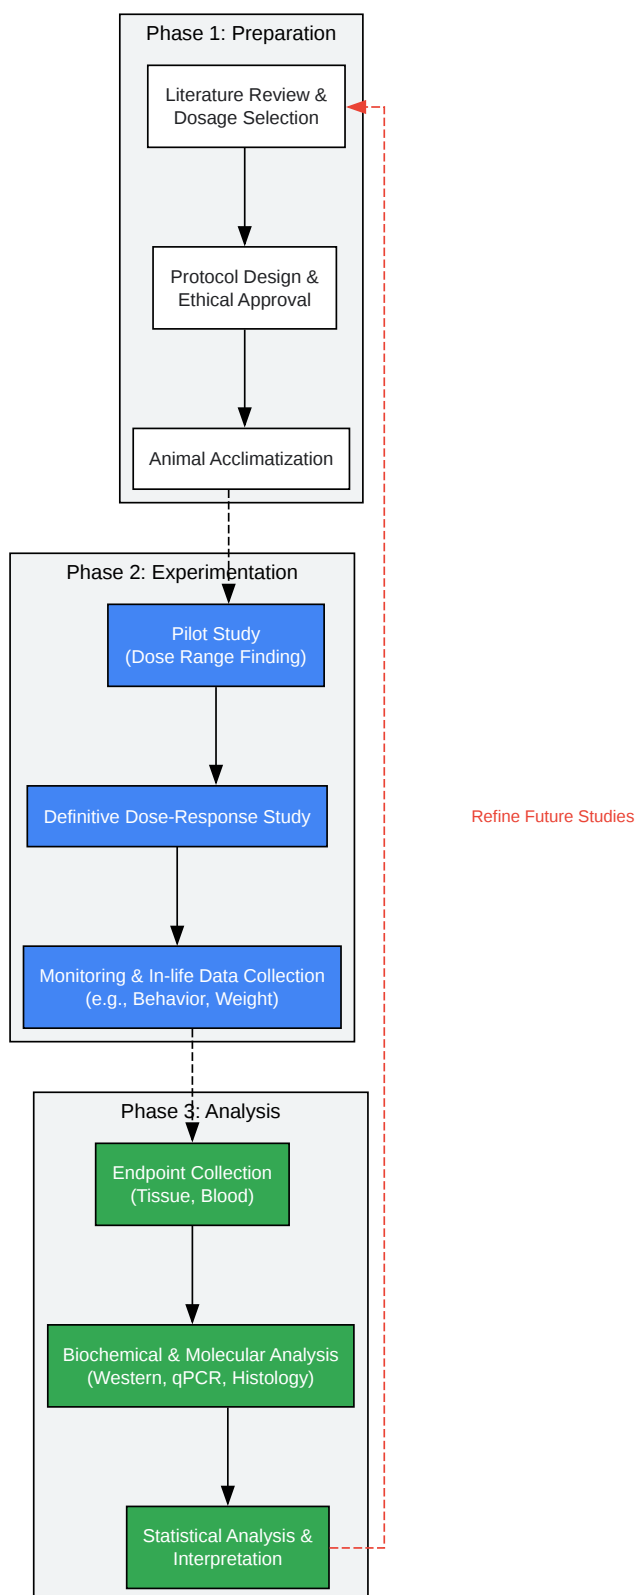 Phase 1: Preparation
Literature Review &
Dosage Selection
Protocol Design &
Ethical Approval
Animal Acclimatization
Phase 2: Experimentation
Pilot Study
(Dose Range Finding)
Definitive Dose-Response Study
Refine Future Studies
Monitoring & In-life Data Collection
(e.g., Behavior, Weight)
Phase 3: Analysis
Endpoint Collection
(Tissue, Blood)
Biochemical & Molecular Analysis
(Western, qPCR, Histology)
Statistical Analysis &
Interpretation